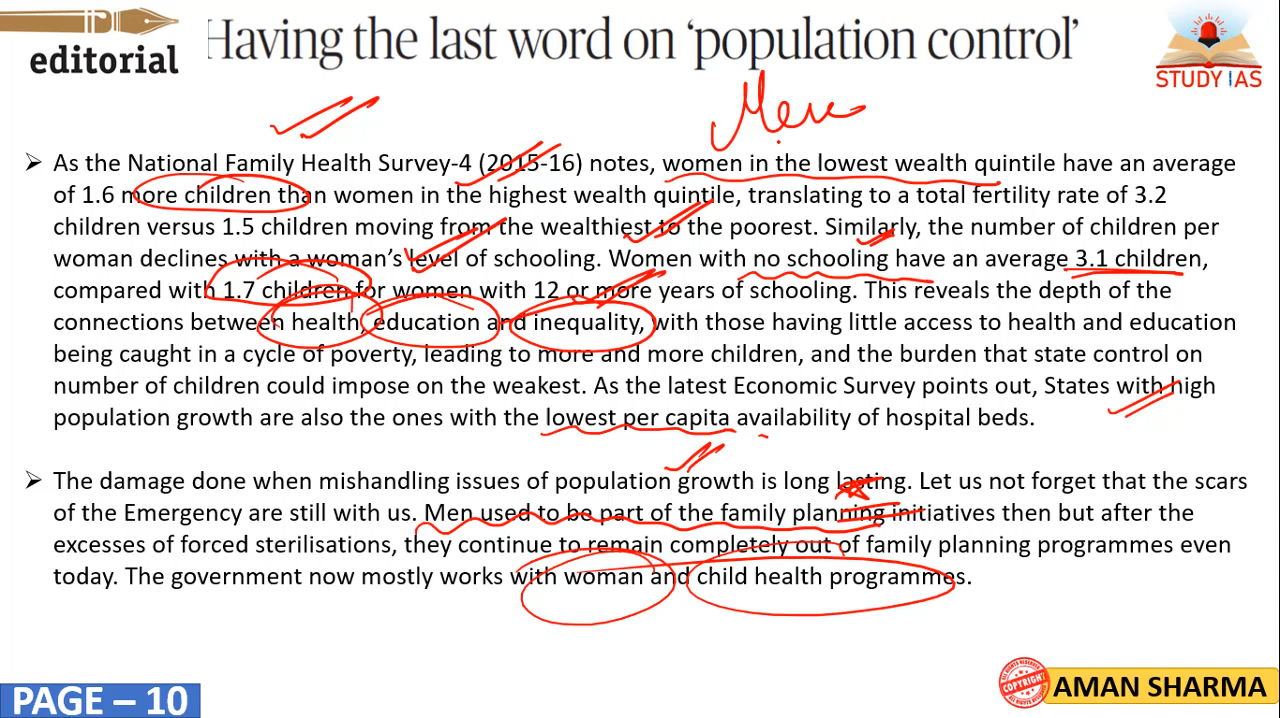 editorial
Having the last word on 'population control'
STUDY IAS
Men
➢ As the National Family Health Survey-4 (2015-16) notes, women in the lowest wealth quintile have an average
of 1.6 more children than women in the highest wealth quintile, translating to a total fertility rate of 3.2
children versus 1.5 children moving from the wealthiest to the poorest. Similarly, the number of children per
woman declines with a woman's level of schooling. Women with no schooling have an average 3.1 children,
compared with 1.7 children for women with 12 or more years of schooling. This reveals the depth of the
connections between health, education and inequality, with those having little access to health and education
being caught in a cycle of poverty, leading to more and more children, and the burden that state control on
number of children could impose on the weakest. As the latest Economic Survey points out, States with high
population growth are also the ones with the lowest per capita availability of hospital beds.
➢ The damage done when mishandling issues of population growth is long lasting. Let us not forget that the scars
of the Emergency are still with us. Men used to be part of the family planning initiatives then but after the
excesses of forced sterilisations, they continue to remain completely out of family planning programmes even
today. The government now mostly works with woman and child health programmes.
PAGE – 10
COPYRIGHT
AMAN SHARMA